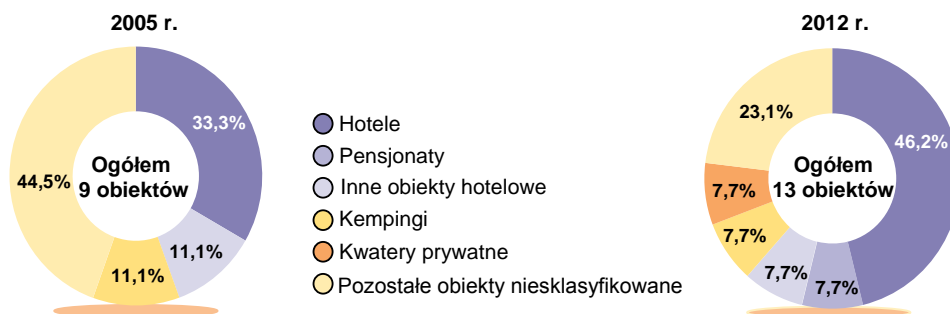 2005 r.
33,3%
11,1%
11,1%
44,5%
Ogółem
9 obiektów
Hotele
Pensjonaty
Inne obiekty hotelowe
Kempingi
Kwatery prywatne
Pozostałe obiekty niesklasyfikowane
2012 r.
46,2%
7,7%
7,7%
7,7%
7,7%
23,1%
Ogółem
13 obiektów